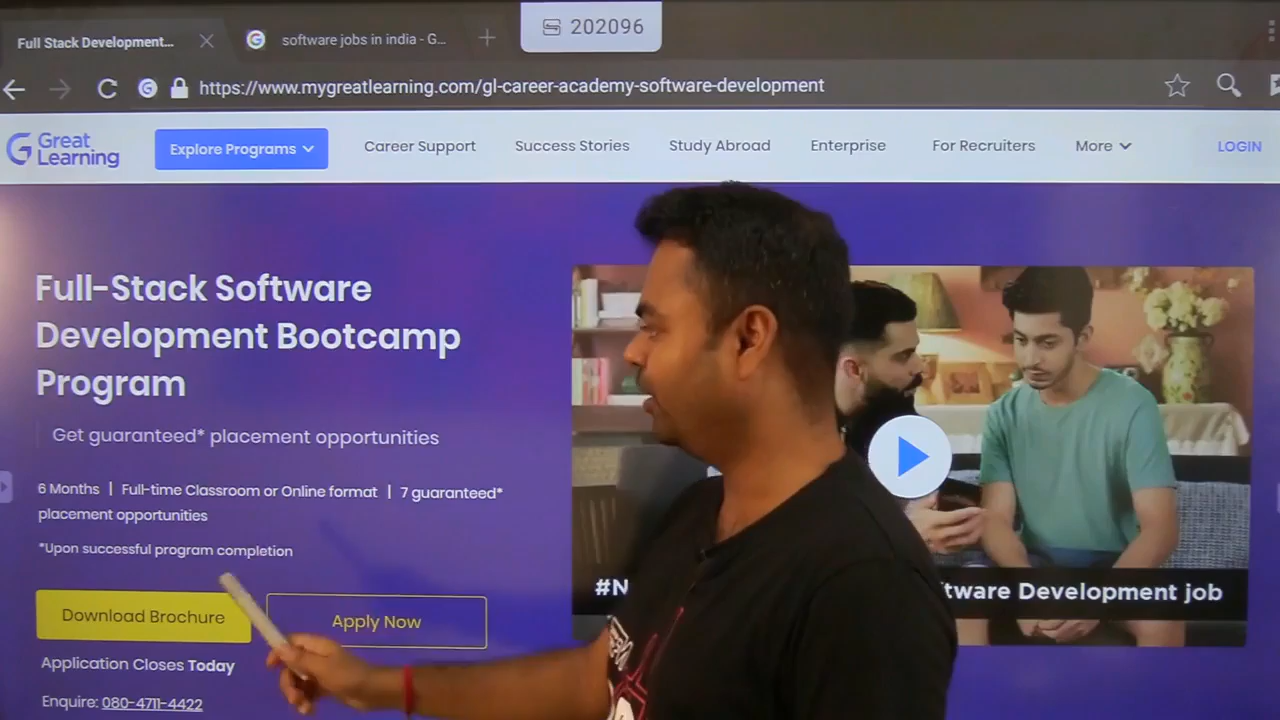 Full Stack Development...
software jobs in india - G...
202096
https://www.mygreatlearning.com/gl-career-academy-software-development
Great
Learning
Explore Programs
Career Support
Success Stories
Study Abroad
Enterprise
For Recruiters
More
LOGIN
Full-Stack Software
Development Bootcamp
Program
Get guaranteed* placement opportunities
6 Months | Full-time Classroom or Online format | 7 guaranteed*
placement opportunities
*Upon successful program completion
Download Brochure
Apply Now
Application Closes Today
Enquire: 080-4711-4422
#N
tware Development job